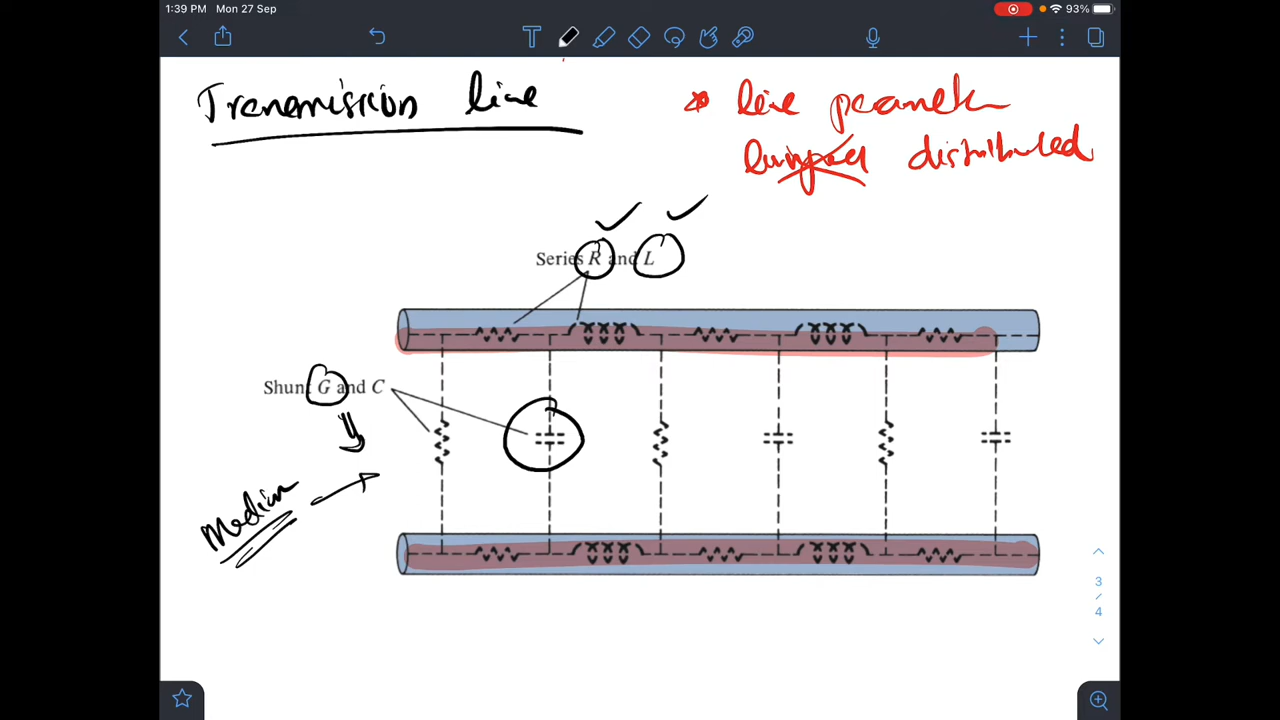 1:39 PM Mon 27 Sep
93%
T
Transmission line
* line parameter
lumped distributed
Series R and L
Shunt G and C
Medium
3
/
4